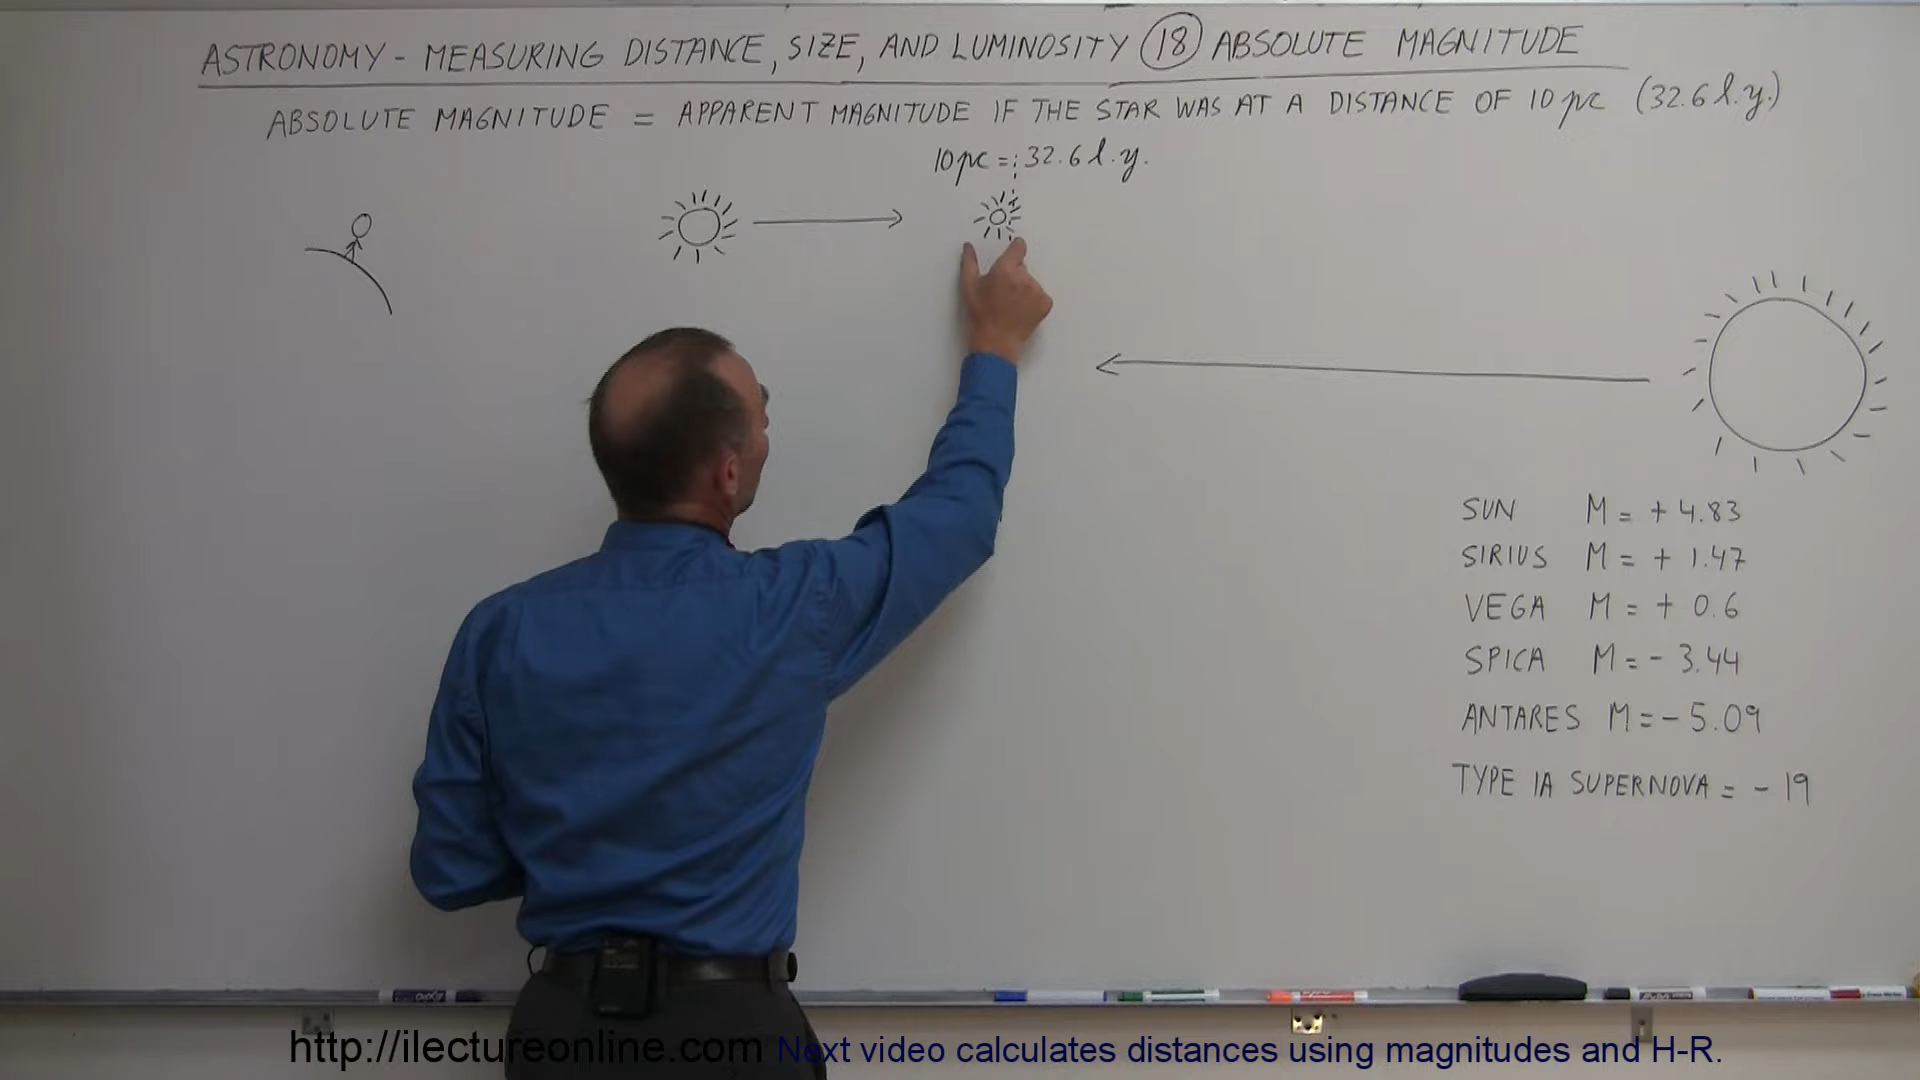 ASTRONOMY - MEASURING DISTANCE, SIZE, AND LUMINOSITY 18 ABSOLUTE MAGNITUDE
ABSOLUTE MAGNITUDE = APPARENT MAGNITUDE IF THE STAR WAS AT A DISTANCE OF 10 pc (32.6 l.y.)
10 pc = 32.6 l.y.
SUN M = + 4.83
SIRIUS M = + 1.47
VEGA M = + 0.6
SPICA M = - 3.44
ANTARES M = - 5.09
TYPE 1A SUPERNOVA = - 19
http://ilectureonline.com Next video calculates distances using magnitudes and H-R.